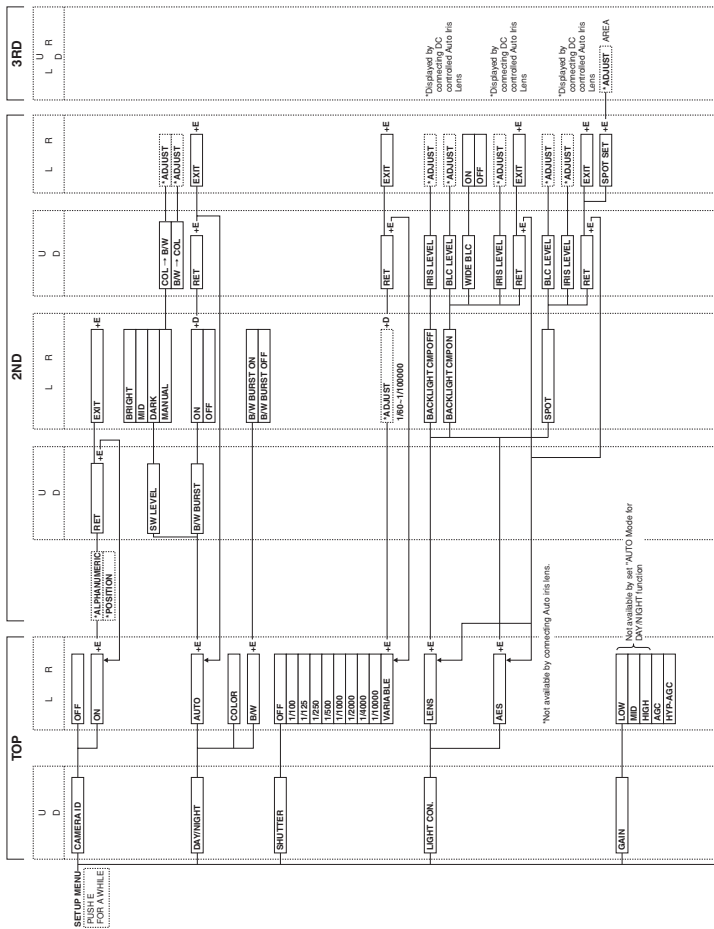 TOP
2ND
3RD
U
D
L R
U
D
L R
U
D
L R
U
L R
D
SETUP MENU
PUSH E
FOR A WHILE
CAMERA ID
OFF
ON
+E
*ALPHANUMERIC
*POSITION
RET
+E
EXIT
+E
DAY/NIGHT
AUTO
+E
COLOR
B/W
+E
SW LEVEL
B/W BURST
BRIGHT
MID
DARK
MANUAL
COL → B/W
B/W → COL
*ADJUST
*ADJUST
ON
OFF
+D
RET
+E
EXIT
+E
B/W BURST ON
B/W BURST OFF
SHUTTER
OFF
1/100
1/125
1/250
1/500
1/1000
1/2000
1/4000
1/10000
VARIABLE
+E
*ADJUST
1/60~1/100000
+D
RET
+E
EXIT
+E
LIGHT CON.
LENS
+E
AES
+E
*Not available by connecting Auto iris lens.
BACKLIGHT CMPOFF
BACKLIGHT CMPON
SPOT
IRIS LEVEL
*ADJUST
*Displayed by
connecting DC
controlled Auto Iris
Lens
BLC LEVEL
*ADJUST
WIDE BLC
ON
OFF
IRIS LEVEL
*ADJUST
*Displayed by
connecting DC
controlled Auto Iris
Lens
RET
+E
EXIT
+E
BLC LEVEL
*ADJUST
IRIS LEVEL
*ADJUST
*Displayed by
connecting DC
controlled Auto Iris
Lens
RET
+E
EXIT
+E
SPOT SET
+E
*ADJUST AREA
GAIN
LOW
MID
HIGH
AGC
HYP-AGC
Not available by set "AUTO Mode for
DAY/NIGHT function